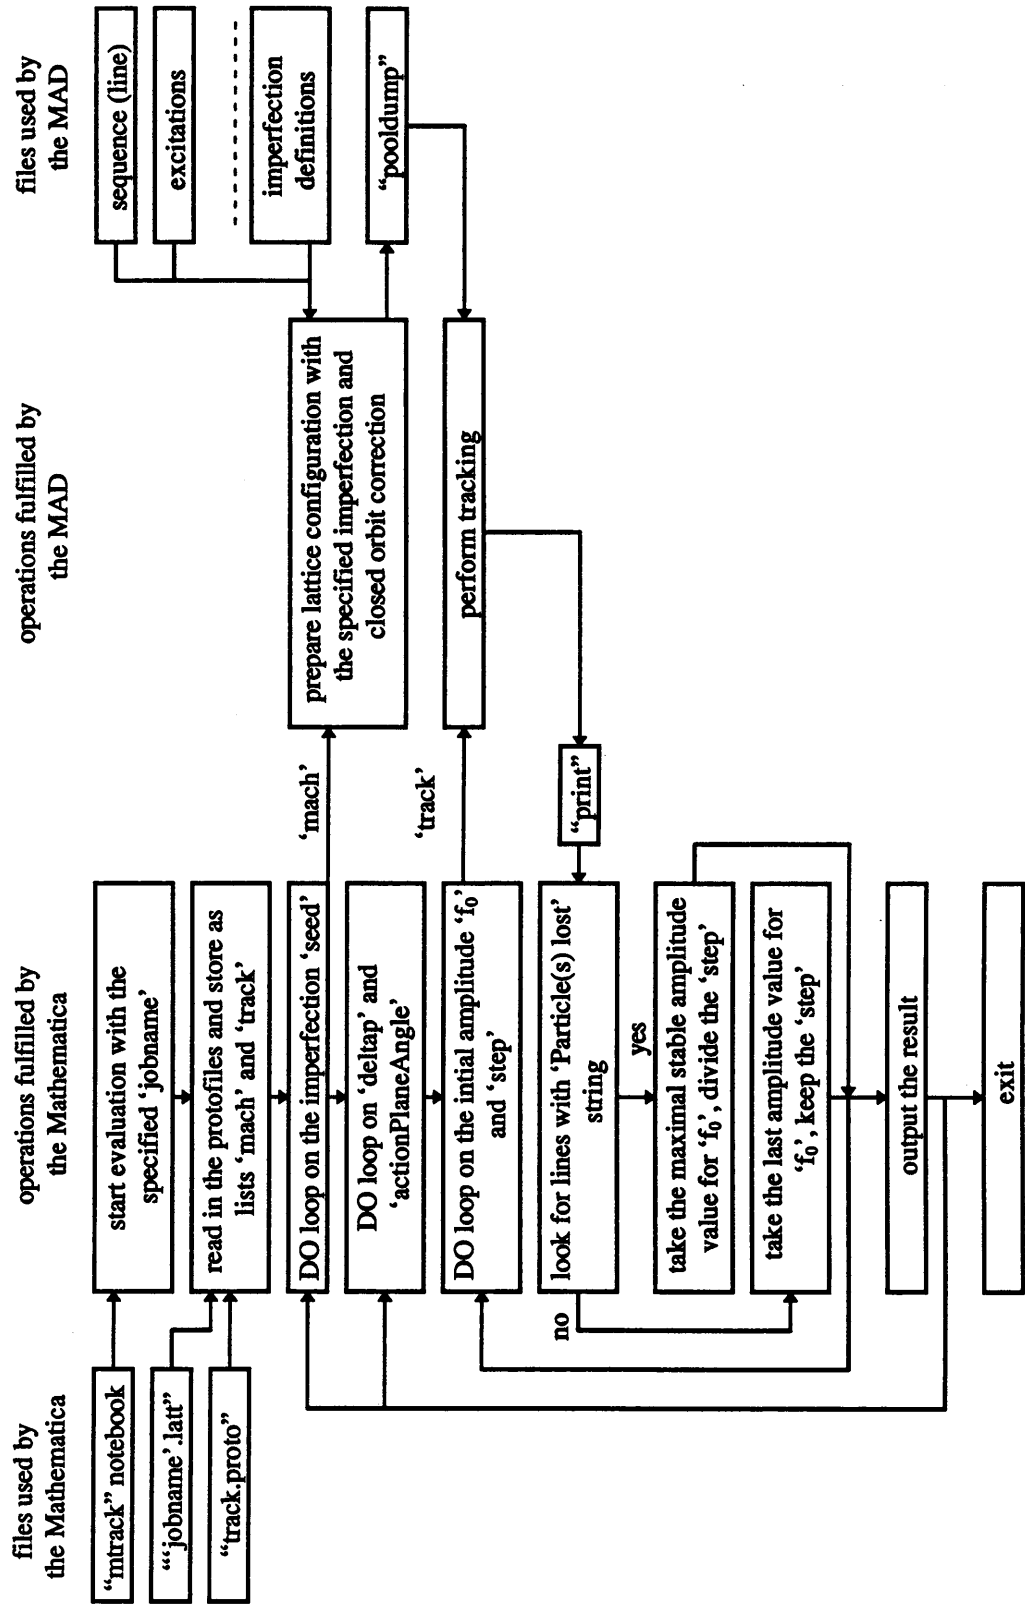 files used by
the Mathematica
“mtrack” notebook
“‘jobname’.latt”
“track.proto”
operations fulfilled by
the Mathematica
start evaluation with the
specified ‘jobname’
read in the protofiles and store as
lists ‘mach’ and ‘track’
DO loop on the imperfection ‘seed’
DO loop on ‘deltap’ and
‘actionPlaneAngle’
DO loop on the intial amplitude ‘f₀’
and ‘step’
look for lines with ‘Particle(s) lost’
string
no
yes
take the maximal stable amplitude
value for ‘f₀’, divide the ‘step’
take the last amplitude value for
‘f₀’, keep the ‘step’
output the result
exit
‘mach’
‘track’
“print”
operations fulfilled by
the MAD
prepare lattice configuration with
the specified imperfection and
closed orbit correction
perform tracking
files used by
the MAD
sequence (line)
excitations
imperfection
definitions
“pooldump”